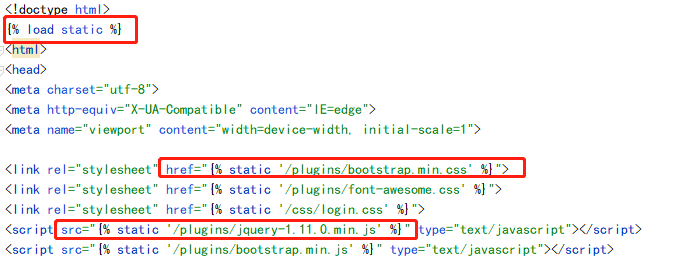 <!doctype html>
{% load static %}
<html>
<head>
<meta charset="utf-8">
<meta http-equiv="X-UA-Compatible" content="IE=edge">
<meta name="viewport" content="width=device-width, initial-scale=1">
<link rel="stylesheet" href="{% static '/plugins/bootstrap.min.css' %}">
<link rel="stylesheet" href="{% static '/plugins/font-awesome.css' %}">
<link rel="stylesheet" href="{% static '/css/login.css' %}">
<script src="{% static '/plugins/jquery-1.11.0.min.js' %}" type="text/javascript"></script>
<script src="{% static '/plugins/bootstrap.min.js' %}" type="text/javascript"></script>